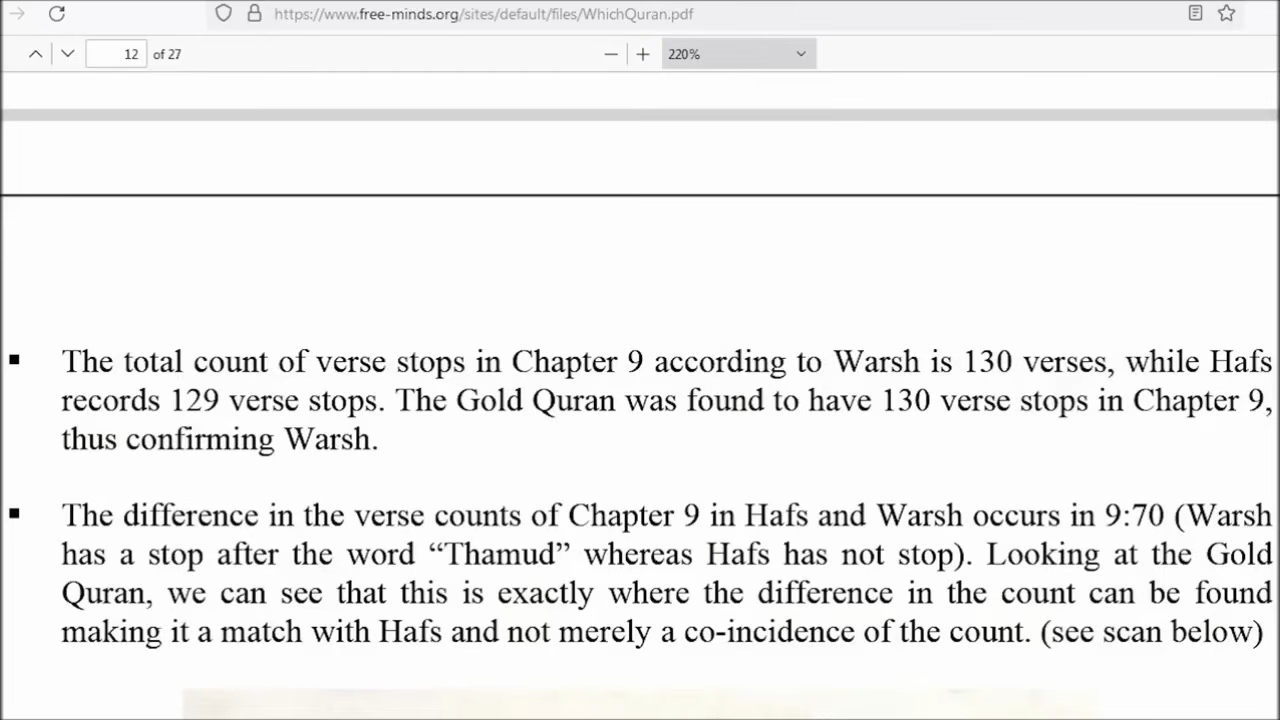 https://www.free-minds.org/sites/default/files/WhichQuran.pdf
12 of 27
220%
▪ The total count of verse stops in Chapter 9 according to Warsh is 130 verses, while Hafs
records 129 verse stops. The Gold Quran was found to have 130 verse stops in Chapter 9,
thus confirming Warsh.
▪ The difference in the verse counts of Chapter 9 in Hafs and Warsh occurs in 9:70 (Warsh
has a stop after the word “Thamud” whereas Hafs has not stop). Looking at the Gold
Quran, we can see that this is exactly where the difference in the count can be found
making it a match with Hafs and not merely a co-incidence of the count. (see scan below)